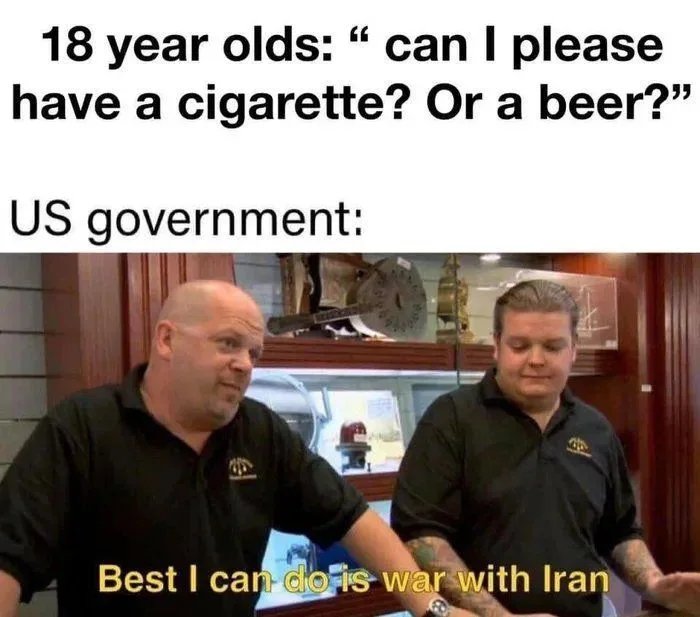 18 year olds: “ can I please
have a cigarette? Or a beer?”
US government:
Best I can do is war with Iran